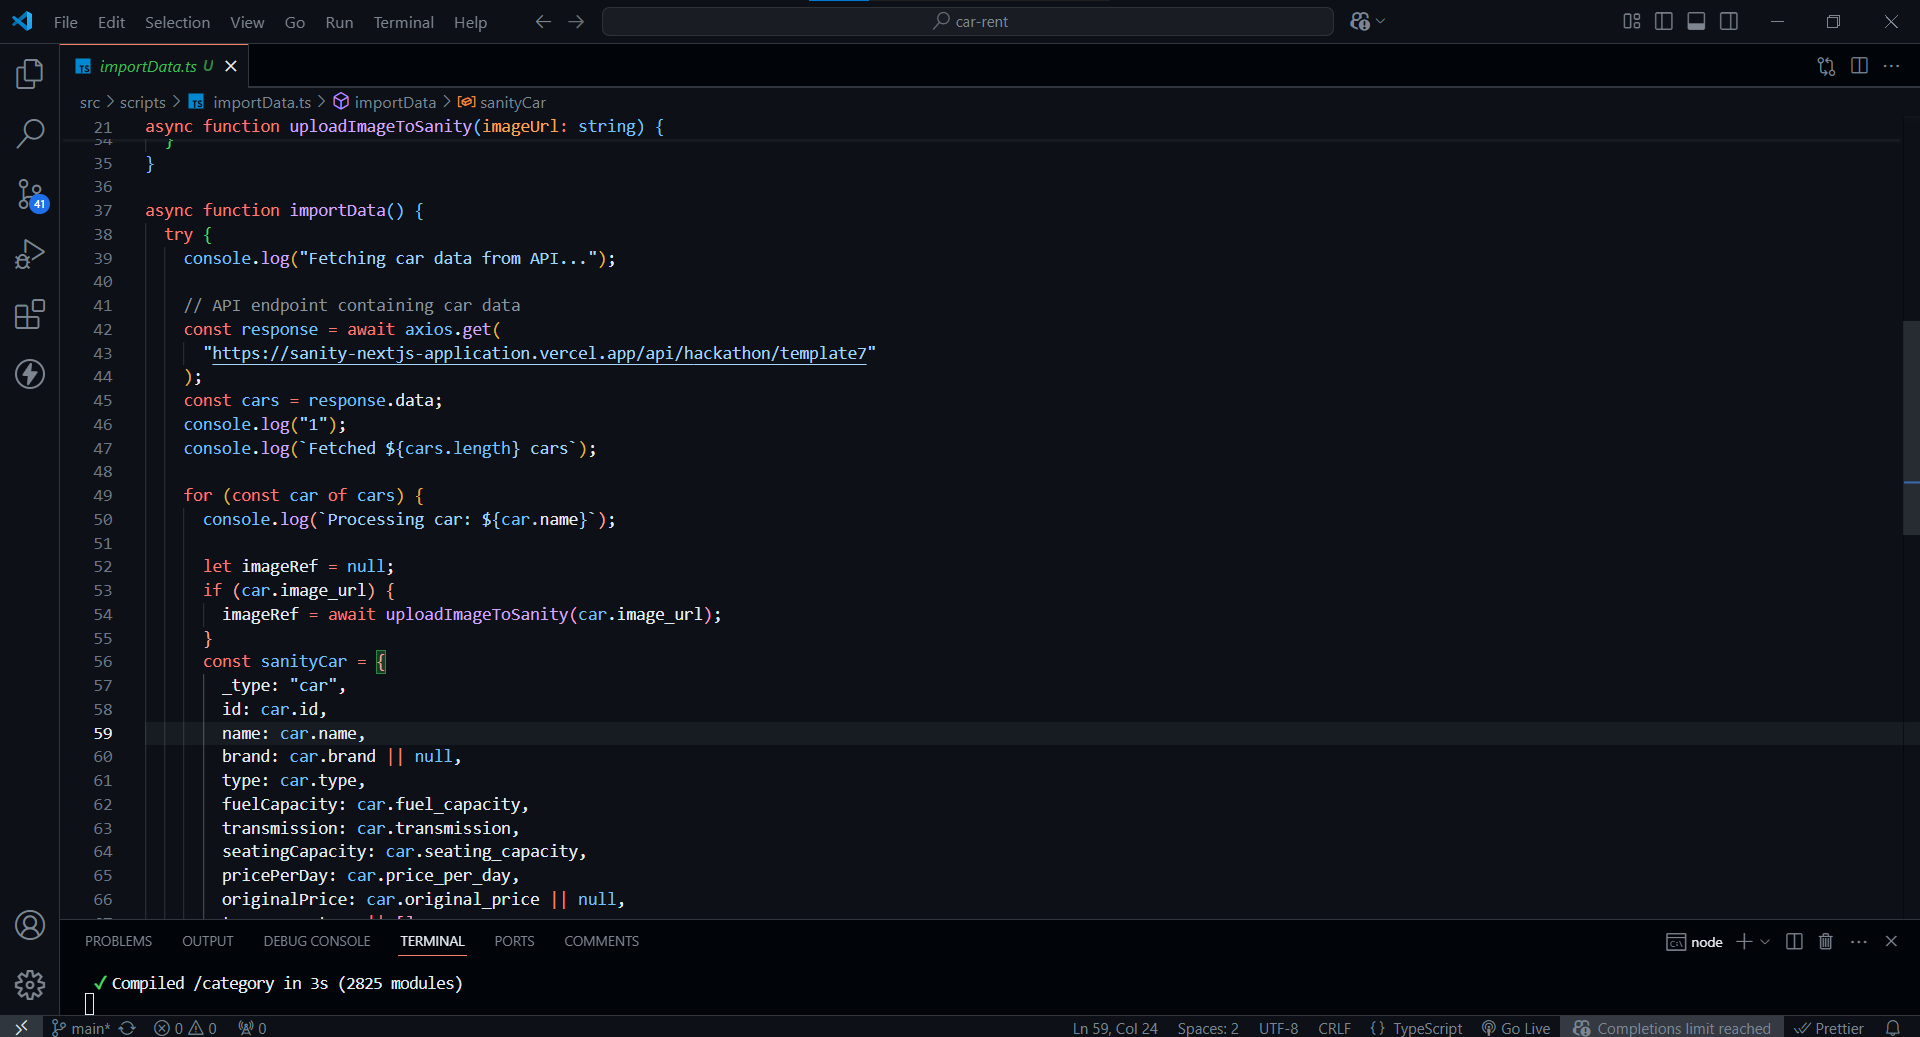 File Edit Selection View Go Run Terminal Help
car-rent
importData.ts U
src > scripts > TS importData.ts > importData > sanityCar
21 async function uploadImageToSanity(imageUrl: string) {
34 }
35 }
36
37 async function importData() {
38 try {
39 console.log("Fetching car data from API...");
40
41 // API endpoint containing car data
42 const response = await axios.get(
43 "https://sanity-nextjs-application.vercel.app/api/hackathon/template7"
44 );
45 const cars = response.data;
46 console.log("1");
47 console.log(`Fetched ${cars.length} cars`);
48
49 for (const car of cars) {
50 console.log(`Processing car: ${car.name}`);
51
52 let imageRef = null;
53 if (car.image_url) {
54 imageRef = await uploadImageToSanity(car.image_url);
55 }
56 const sanityCar = {
57 _type: "car",
58 id: car.id,
59 name: car.name,
60 brand: car.brand || null,
61 type: car.type,
62 fuelCapacity: car.fuel_capacity,
63 transmission: car.transmission,
64 seatingCapacity: car.seating_capacity,
65 pricePerDay: car.price_per_day,
66 originalPrice: car.original_price || null,
41
PROBLEMS OUTPUT DEBUG CONSOLE TERMINAL PORTS COMMENTS
node
✓ Compiled /category in 3s (2825 modules)
main* 0 0 0
Ln 59, Col 24 Spaces: 2 UTF-8 CRLF {} TypeScript Go Live Completions limit reached Prettier